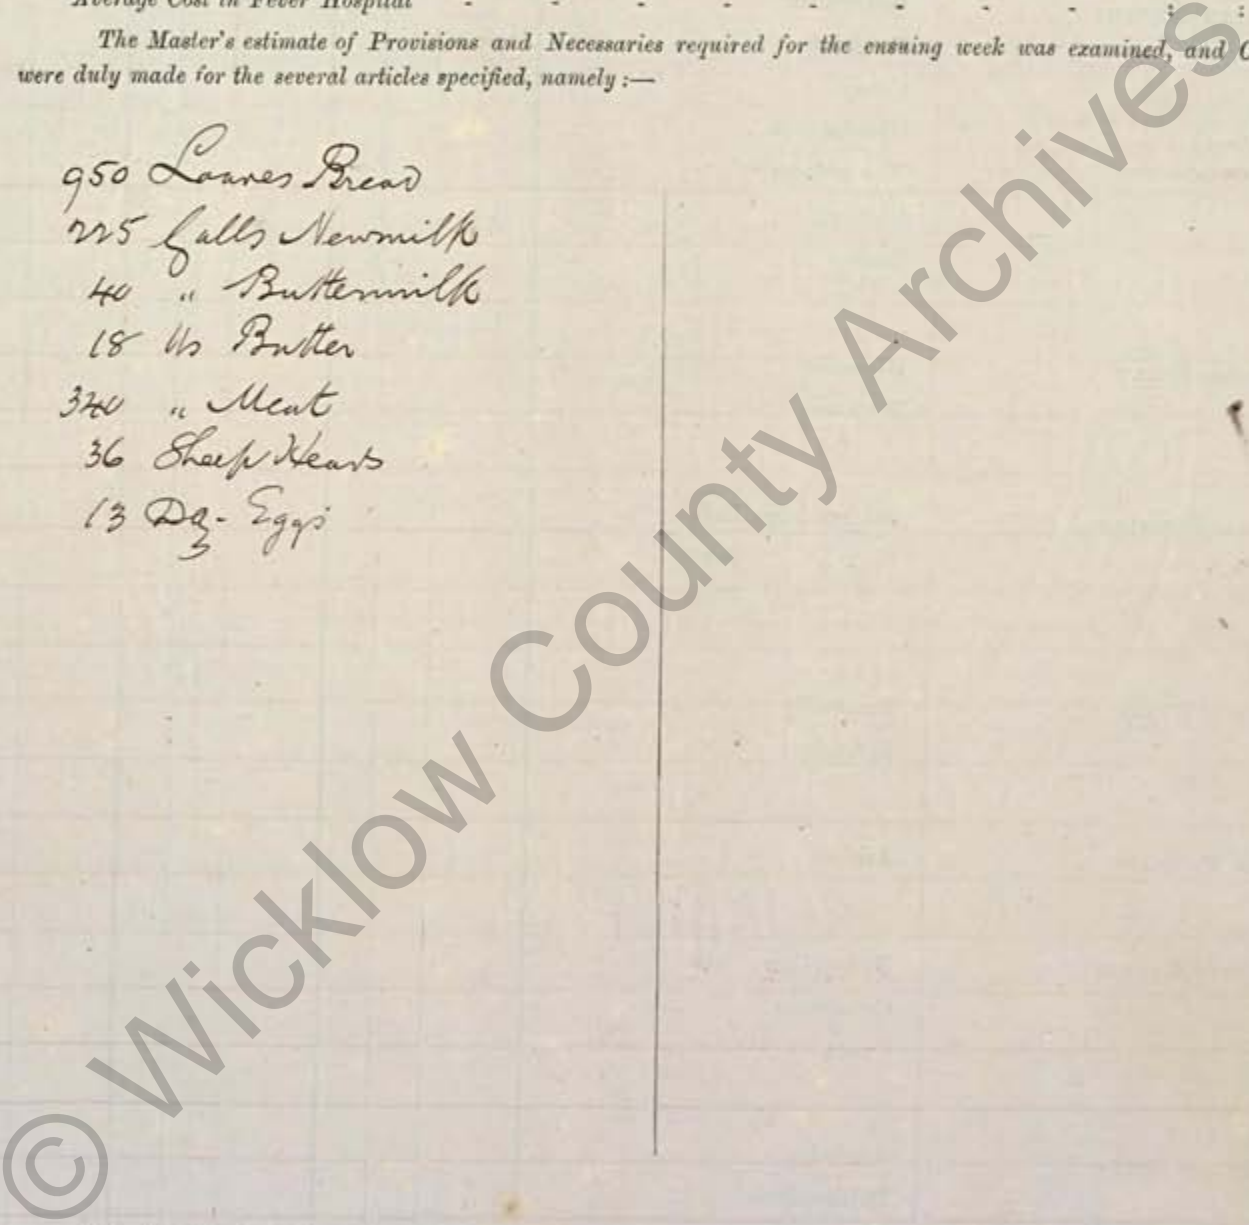 Average Cost in Fever Hospital - - - - - - - - : :
The Master's estimate of Provisions and Necessaries required for the ensuing week was examined, and
were duly made for the several articles specified, namely :—
950 Loaves Bread
225 Galls Newmilk
40 " Buttermilk
18 lbs Butter
340 " Meat
36 Sheep Hearts
13 Doz- Eggs
© Wicklow County Archives